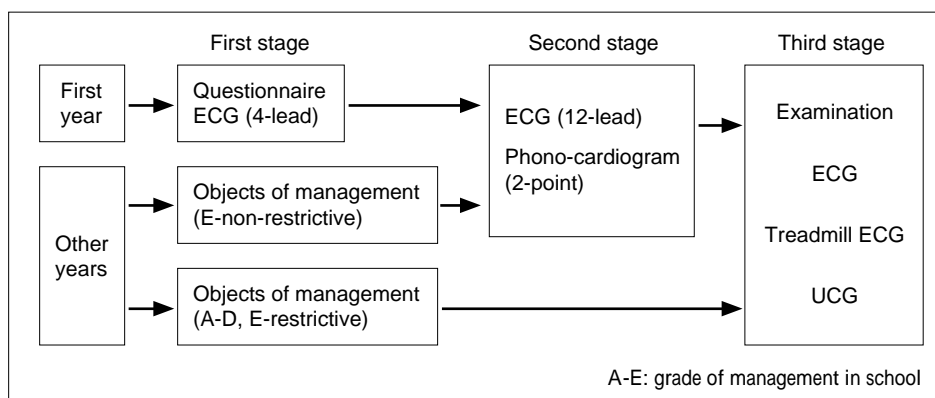 First stage
Second stage
Third stage
First
year
Questionnaire
ECG (4-lead)
ECG (12-lead)
Phono-cardiogram
(2-point)
Examination
ECG
Treadmill ECG
UCG
Other
years
Objects of management
(E-non-restrictive)
Objects of management
(A-D, E-restrictive)
A-E: grade of management in school